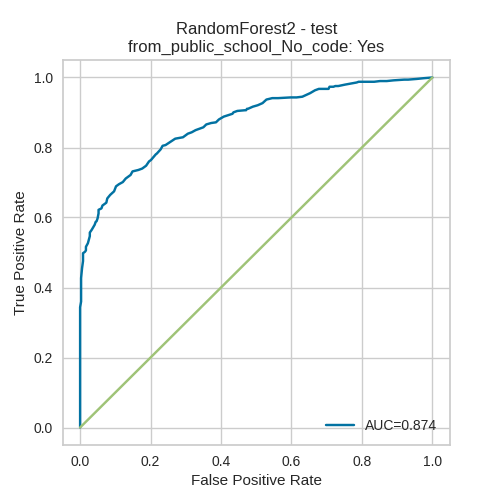 RandomForest2 - test
from_public_school_No_code: Yes
True Positive Rate
1.0
0.8
0.6
0.4
0.2
0.0
AUC=0.874
0.0 0.2 0.4 0.6 0.8 1.0
False Positive Rate